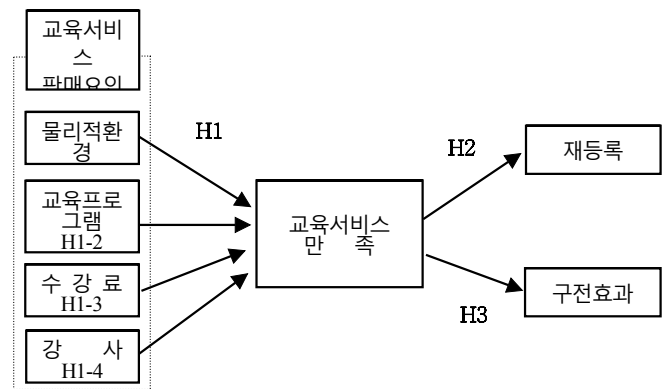 교육서비
스
판매요인
물리적환
경
H1
교육프로
그램
H1-2
수 강 료
H1-3
강 사
H1-4
교육서비스
만 족
H2
재등록
H3
구전효과